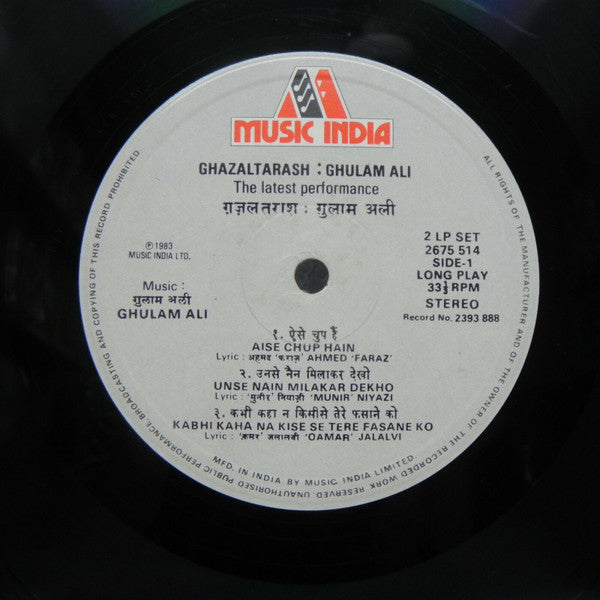 MUSIC INDIA
GHAZALTARASH : GHULAM ALI
The latest performance
ग़ज़लतराश : गुलाम अली
℗ 1983
MUSIC INDIA LTD.
2 LP SET
2675 514
SIDE-1
LONG PLAY
33⅓ RPM
STEREO
Record No. 2393 888
Music :
गुलाम अली
GHULAM ALI
१. ऐसे चुप हैं
AISE CHUP HAIN
Lyric : अहमद 'फ़राज़' AHMED 'FARAZ'
२. उनसे नैन मिलाकर देखो
UNSE NAIN MILAKAR DEKHO
Lyric : 'मुनीर' नियाज़ी 'MUNIR' NIYAZI
३. कभी कहा न किसीसे तेरे फसाने को
KABHI KAHA NA KISE SE TERE FASANE KO
Lyric : 'क़मर' जलालवी 'QAMAR' JALALVI
MFD. IN INDIA BY MUSIC INDIA LIMITED.
ALL RIGHTS OF THE MANUFACTURER AND OF THE OWNER OF THE RECORDED WORK RESERVED. UNAUTHORISED PUBLIC PERFORMANCE BROADCASTING AND COPYING OF THIS RECORD PROHIBITED.